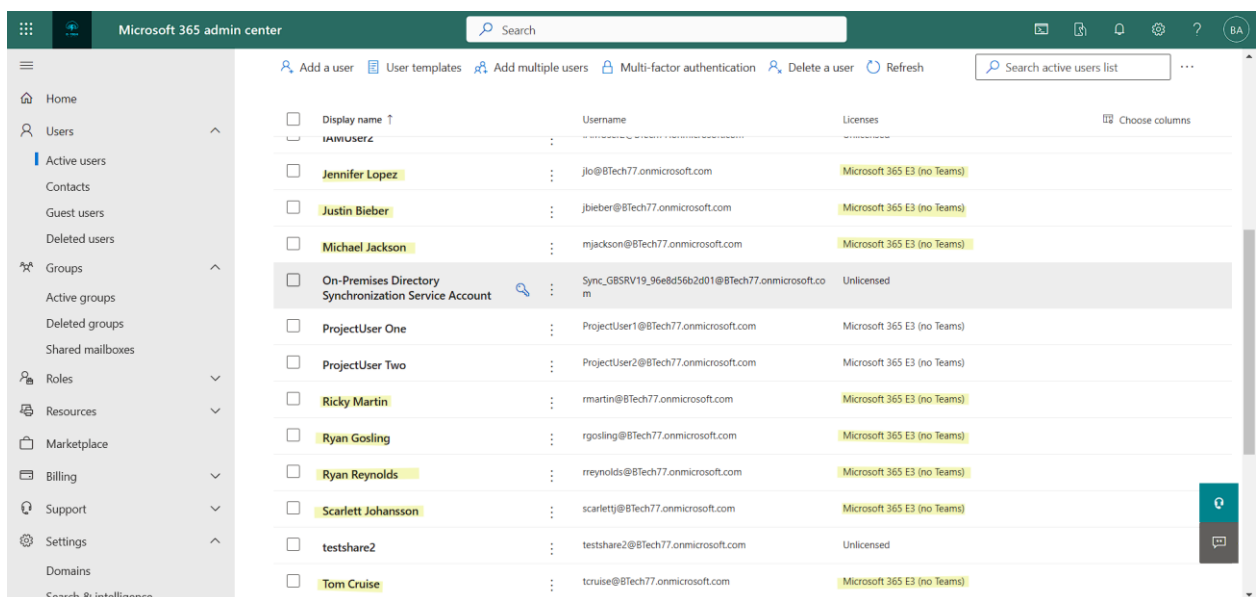 Microsoft 365 admin center
Search
BA
Add a user
User templates
Add multiple users
Multi-factor authentication
Delete a user
Refresh
Search active users list
Home
Users
Active users
Contacts
Guest users
Deleted users
Groups
Active groups
Deleted groups
Shared mailboxes
Roles
Resources
Marketplace
Billing
Support
Settings
Domains
Search & intelligence
Display name ↑ Username Licenses Choose columns
IAMUser2
Jennifer Lopez jlo@BTech77.onmicrosoft.com Microsoft 365 E3 (no Teams)
Justin Bieber jbieber@BTech77.onmicrosoft.com Microsoft 365 E3 (no Teams)
Michael Jackson mjackson@BTech77.onmicrosoft.com Microsoft 365 E3 (no Teams)
On-Premises Directory Sync_GBSRV19_96e8d56b2d01@BTech77.onmicrosoft.co Unlicensed
Synchronization Service Account m
ProjectUser One ProjectUser1@BTech77.onmicrosoft.com Microsoft 365 E3 (no Teams)
ProjectUser Two ProjectUser2@BTech77.onmicrosoft.com Microsoft 365 E3 (no Teams)
Ricky Martin rmartin@BTech77.onmicrosoft.com Microsoft 365 E3 (no Teams)
Ryan Gosling rgosling@BTech77.onmicrosoft.com Microsoft 365 E3 (no Teams)
Ryan Reynolds rreynolds@BTech77.onmicrosoft.com Microsoft 365 E3 (no Teams)
Scarlett Johansson scarlettj@BTech77.onmicrosoft.com Microsoft 365 E3 (no Teams)
testshare2 testshare2@BTech77.onmicrosoft.com Unlicensed
Tom Cruise tcruise@BTech77.onmicrosoft.com Microsoft 365 E3 (no Teams)